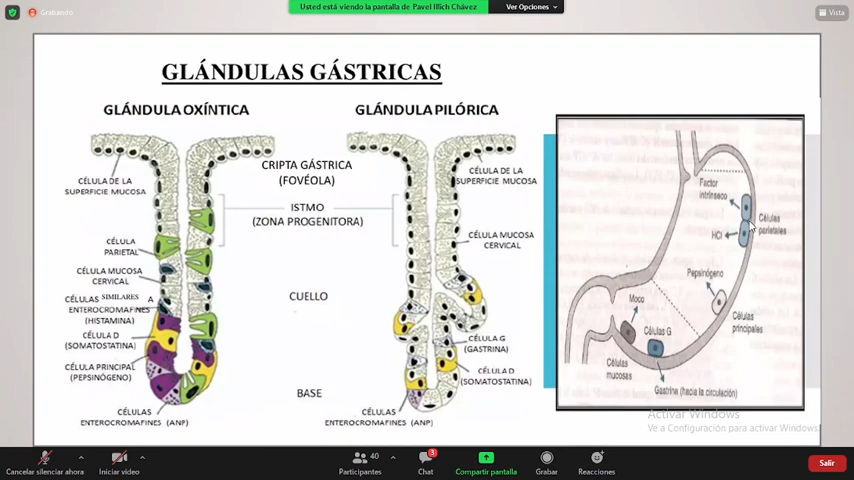 Grabando
Usted está viendo la pantalla de Pavel Illich Chávez
Ver Opciones
Vista
GLÁNDULAS GÁSTRICAS
GLÁNDULA OXÍNTICA
GLÁNDULA PILÓRICA
CÉLULA DE LA
SUPERFICIE MUCOSA
CRIPTA GÁSTRICA
(FOVÉOLA)
ISTMO
(ZONA PROGENITORA)
CÉLULA
PARIETAL
CÉLULA MUCOSA
CERVICAL
CÉLULAS SIMILARES A
ENTEROCROMAFINES
(HISTAMINA)
CÉLULA D
(SOMATOSTATINA)
CÉLULA PRINCIPAL
(PEPSINÓGENO)
CÉLULAS
ENTEROCROMAFINES (ANP)
CUELLO
BASE
CÉLULA DE LA
SUPERFICIE MUCOSA
CÉLULA MUCOSA
CERVICAL
CÉLULA G
(GASTRINA)
CÉLULA D
(SOMATOSTINA)
CÉLULAS
ENTEROCROMAFINES (ANP)
Factor
intrínseco
Células
parietales
HCl
Pepsinógeno
Células
principales
Moco
Células G
Células
mucosas
Gastrina (hacia la circulación)
Activar Windows
Ve a Configuración para activar Windows.
Cancelar silenciar ahora
Iniciar video
40
Participantes
3
Chat
Compartir pantalla
Grabar
Reacciones
Salir